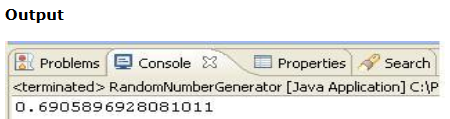 Output
Problems Console Properties Search
<terminated> RandomNumberGenerator [Java Application] C:\P
0.6905896928081011